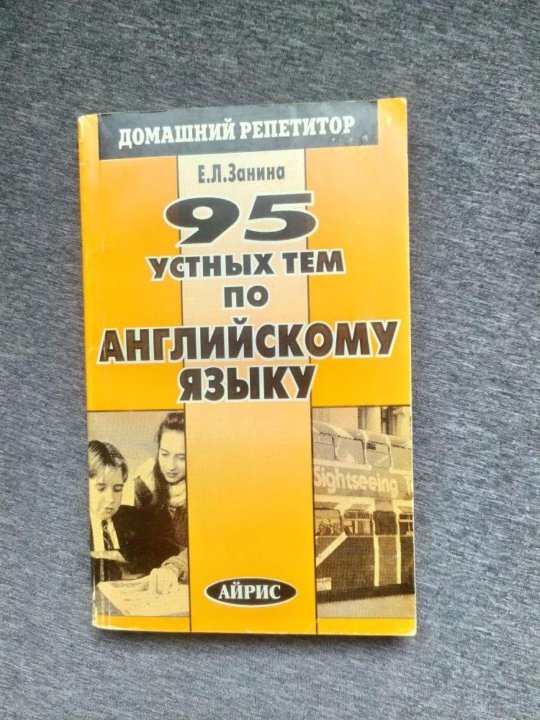 ДОМАШНИЙ РЕПЕТИТОР
Е.Л.Занина
95
УСТНЫХ ТЕМ
ПО
АНГЛИЙСКОМУ
ЯЗЫКУ
Sightseeing
АЙРИС